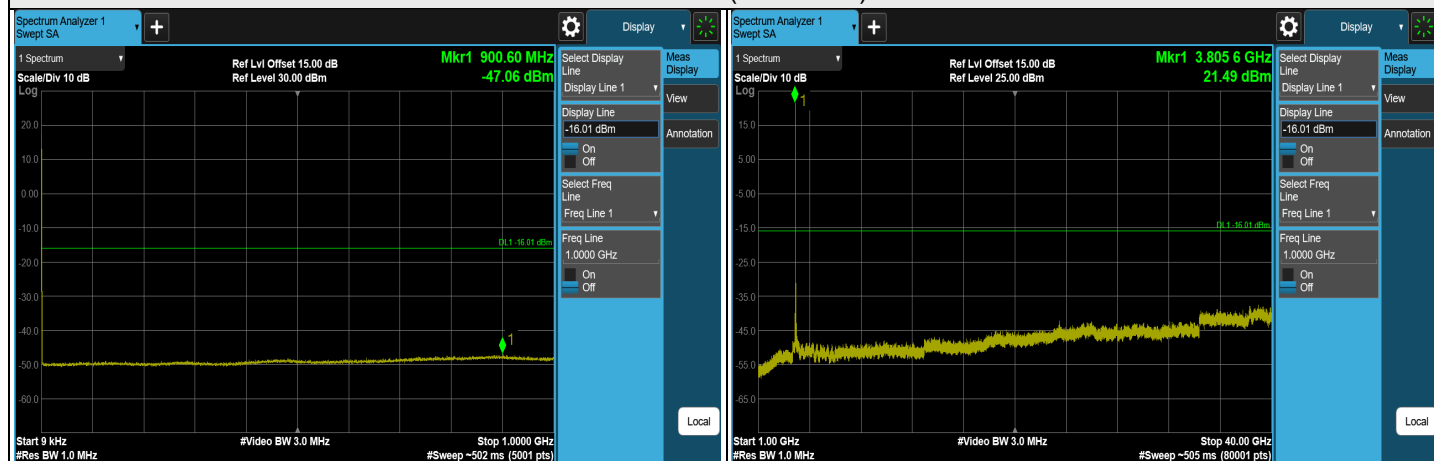 Spectrum Analyzer 1
Swept SA
+
Display
1 Spectrum
Scale/Div 10 dB
Ref Lvl Offset 15.00 dB
Ref Level 30.00 dBm
Mkr1 900.60 MHz
-47.06 dBm
Log
20.0
10.0
0.00
-10.0
-20.0
-30.0
-40.0
-50.0
-60.0
DL1 -16.01 dBm
1
Start 9 kHz
#Video BW 3.0 MHz
Stop 1.0000 GHz
#Res BW 1.0 MHz
#Sweep ~502 ms (5001 pts)
Select Display
Line
Display Line 1
Display Line
-16.01 dBm
On
Off
Select Freq
Line
Freq Line 1
Freq Line
1.0000 GHz
On
Off
Meas
Display
View
Annotation
Local
Spectrum Analyzer 1
Swept SA
+
Display
1 Spectrum
Scale/Div 10 dB
Ref Lvl Offset 15.00 dB
Ref Level 25.00 dBm
Mkr1 3.805 6 GHz
21.49 dBm
Log
1
15.0
5.00
-5.00
-15.0
-25.0
-35.0
-45.0
-55.0
-65.0
DL1 -16.01 dBm
Start 1.00 GHz
#Video BW 3.0 MHz
Stop 40.00 GHz
#Res BW 1.0 MHz
#Sweep ~505 ms (80001 pts)
Select Display
Line
Display Line 1
Display Line
-16.01 dBm
On
Off
Select Freq
Line
Freq Line 1
Freq Line
1.0000 GHz
On
Off
Meas
Display
View
Annotation
Local